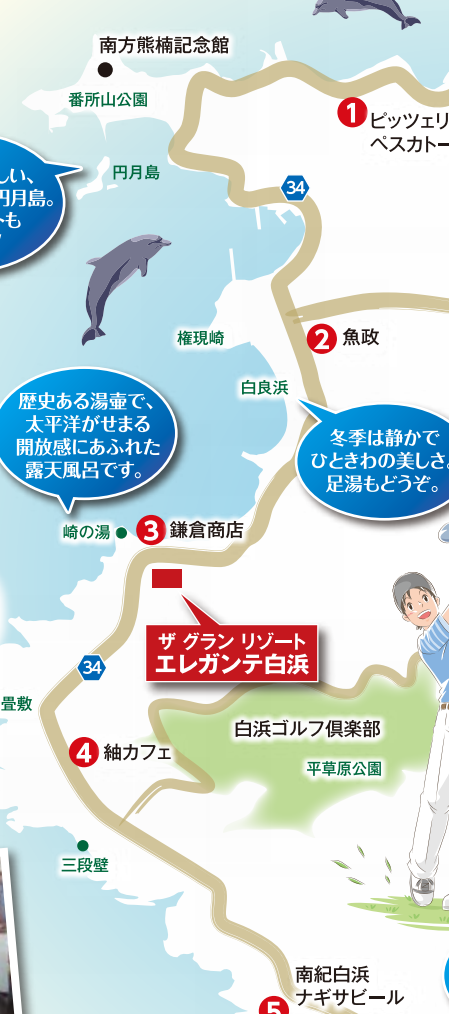 南方熊楠記念館
番所山公園
1
ピッツェリ
ペスカトー
しい、
円月島。
トも
円月島
34
権現崎
2 魚政
白良浜
歴史ある湯壷で、
太平洋がせまる
開放感にあふれた
露天風呂です。
冬季は静かで
ひときわの美しさ。
足湯もどうぞ。
崎の湯
3 鎌倉商店
ザ グラン リゾート
エレガンテ白浜
34
畳敷
白浜ゴルフ倶楽部
4 紬カフェ
平草原公園
三段壁
南紀白浜
ナギサビール
5